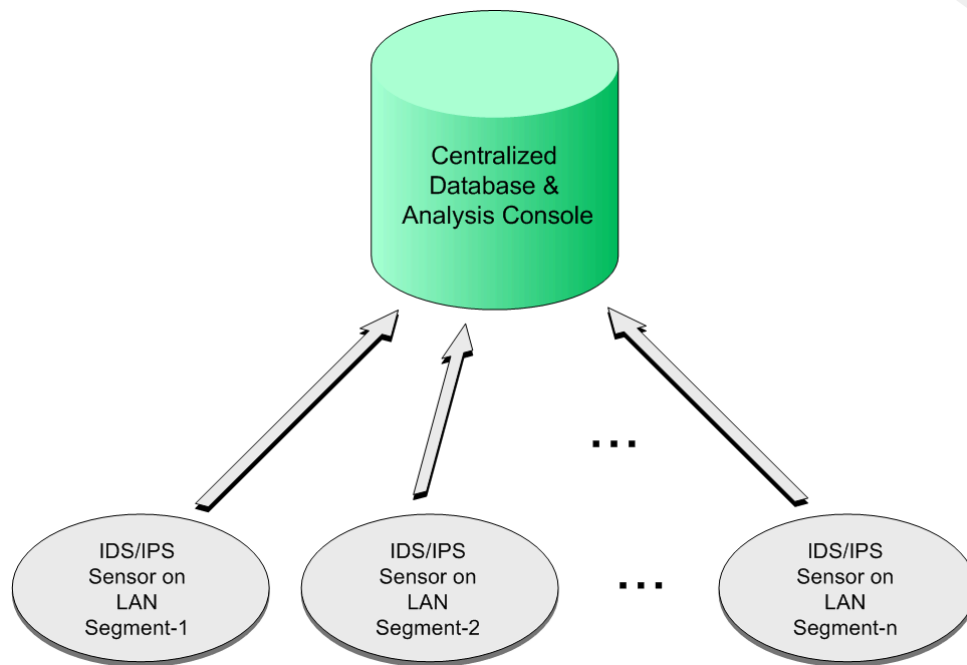 Centralized
Database &
Analysis Console
...
IDS/IPS
Sensor on
LAN
Segment-1
IDS/IPS
Sensor on
LAN
Segment-2
...
IDS/IPS
Sensor on
LAN
Segment-n